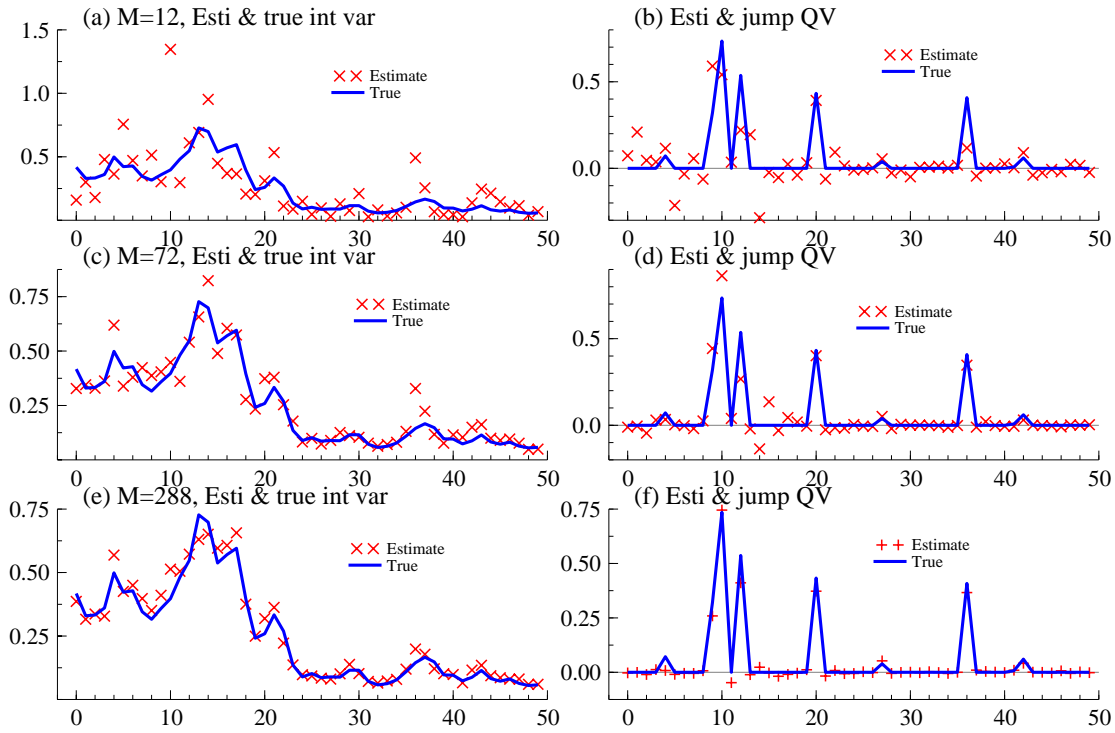 (a) M=12, Esti & true int var
1.5
1.0
0.5
Estimate
True
0 10 20 30 40 50
(b) Esti & jump QV
0.5
0.0
Estimate
True
0 10 20 30 40 50
(c) M=72, Esti & true int var
0.75
0.50
0.25
Estimate
True
0 10 20 30 40 50
(d) Esti & jump QV
0.5
0.0
Estimate
True
0 10 20 30 40 50
(e) M=288, Esti & true int var
0.75
0.50
0.25
Estimate
True
0 10 20 30 40 50
(f) Esti & jump QV
0.75
0.50
0.25
0.00
Estimate
True
0 10 20 30 40 50